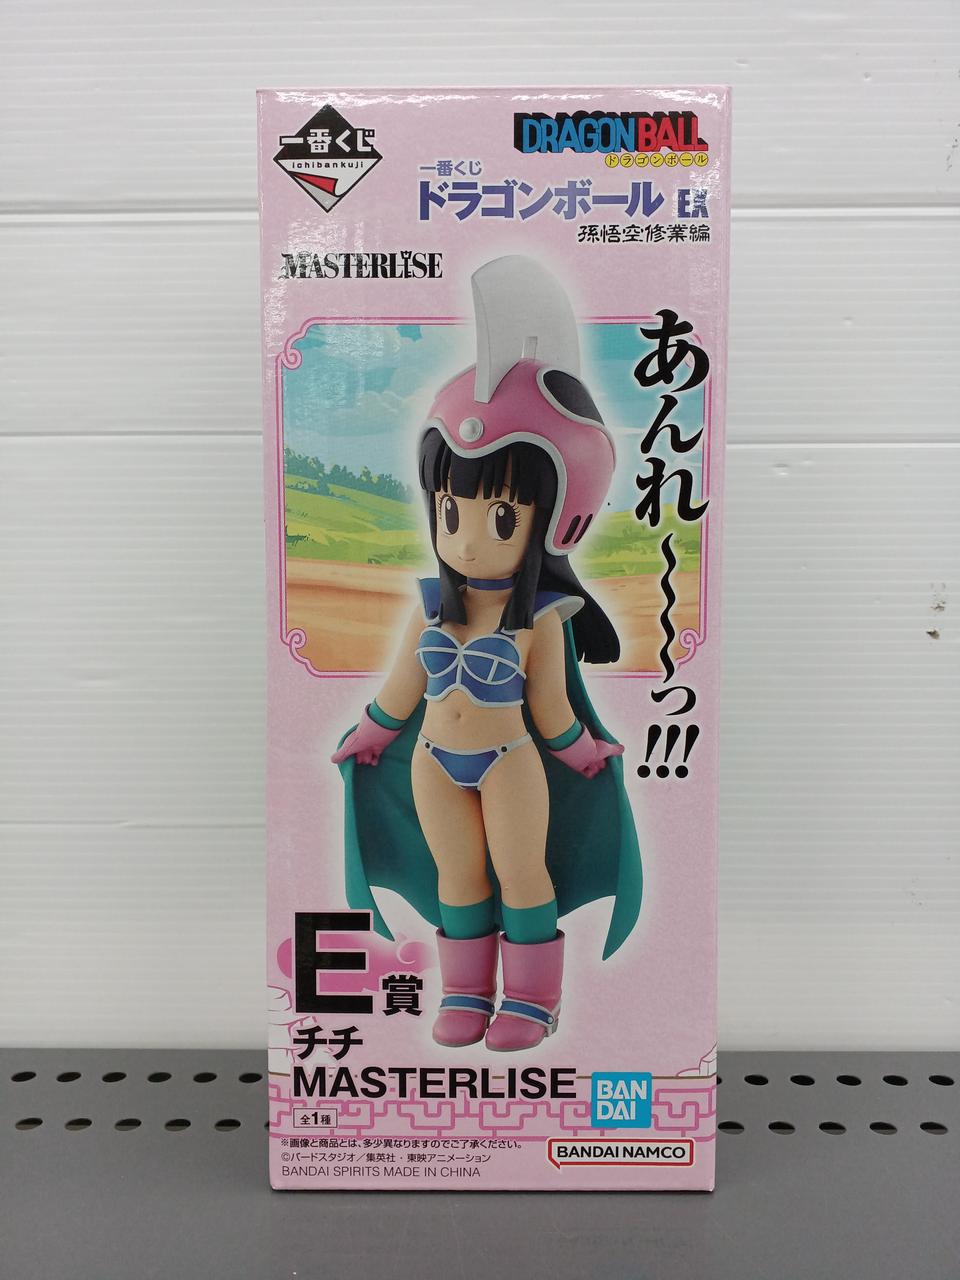 一番くじ
ichibankuji
DRAGON BALL
ドラゴンボール
一番くじ
ドラゴンボール EX
孫悟空修業編
MASTERLISE
あんれ～～～っ!!!
E賞
チチ
MASTERLISE
全1種
BAN
DAI
※画像と商品とは、多少異なりますのでご了承ください。
©バードスタジオ／集英社・東映アニメーション
BANDAI SPIRITS MADE IN CHINA
BANDAI NAMCO